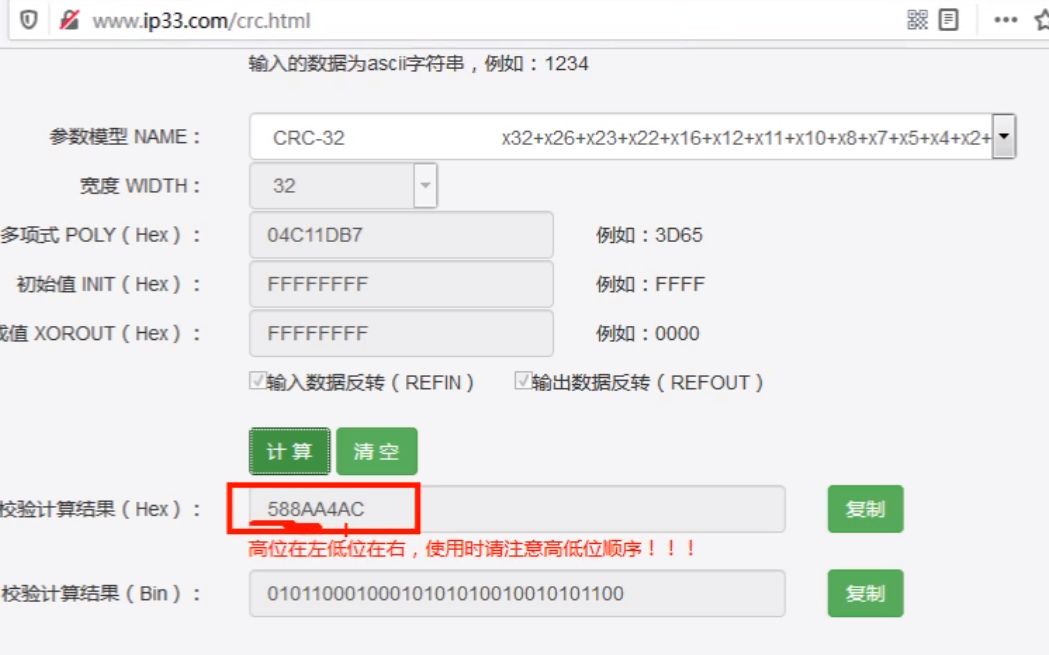 www.ip33.com/crc.html
输入的数据为ascii字符串，例如：1234
参数模型 NAME： CRC-32 x32+x26+x23+x22+x16+x12+x11+x10+x8+x7+x5+x4+x2+
宽度 WIDTH： 32
多项式 POLY（Hex）： 04C11DB7 例如：3D65
初始值 INIT（Hex）： FFFFFFFF 例如：FFFF
值 XOROUT（Hex）： FFFFFFFF 例如：0000
输入数据反转（REFIN） 输出数据反转（REFOUT）
计算 清空
校验计算结果（Hex）： 588AA4AC 复制
高位在左低位在右，使用时请注意高低位顺序！！！
校验计算结果（Bin）： 01011000100010101010010010101100 复制